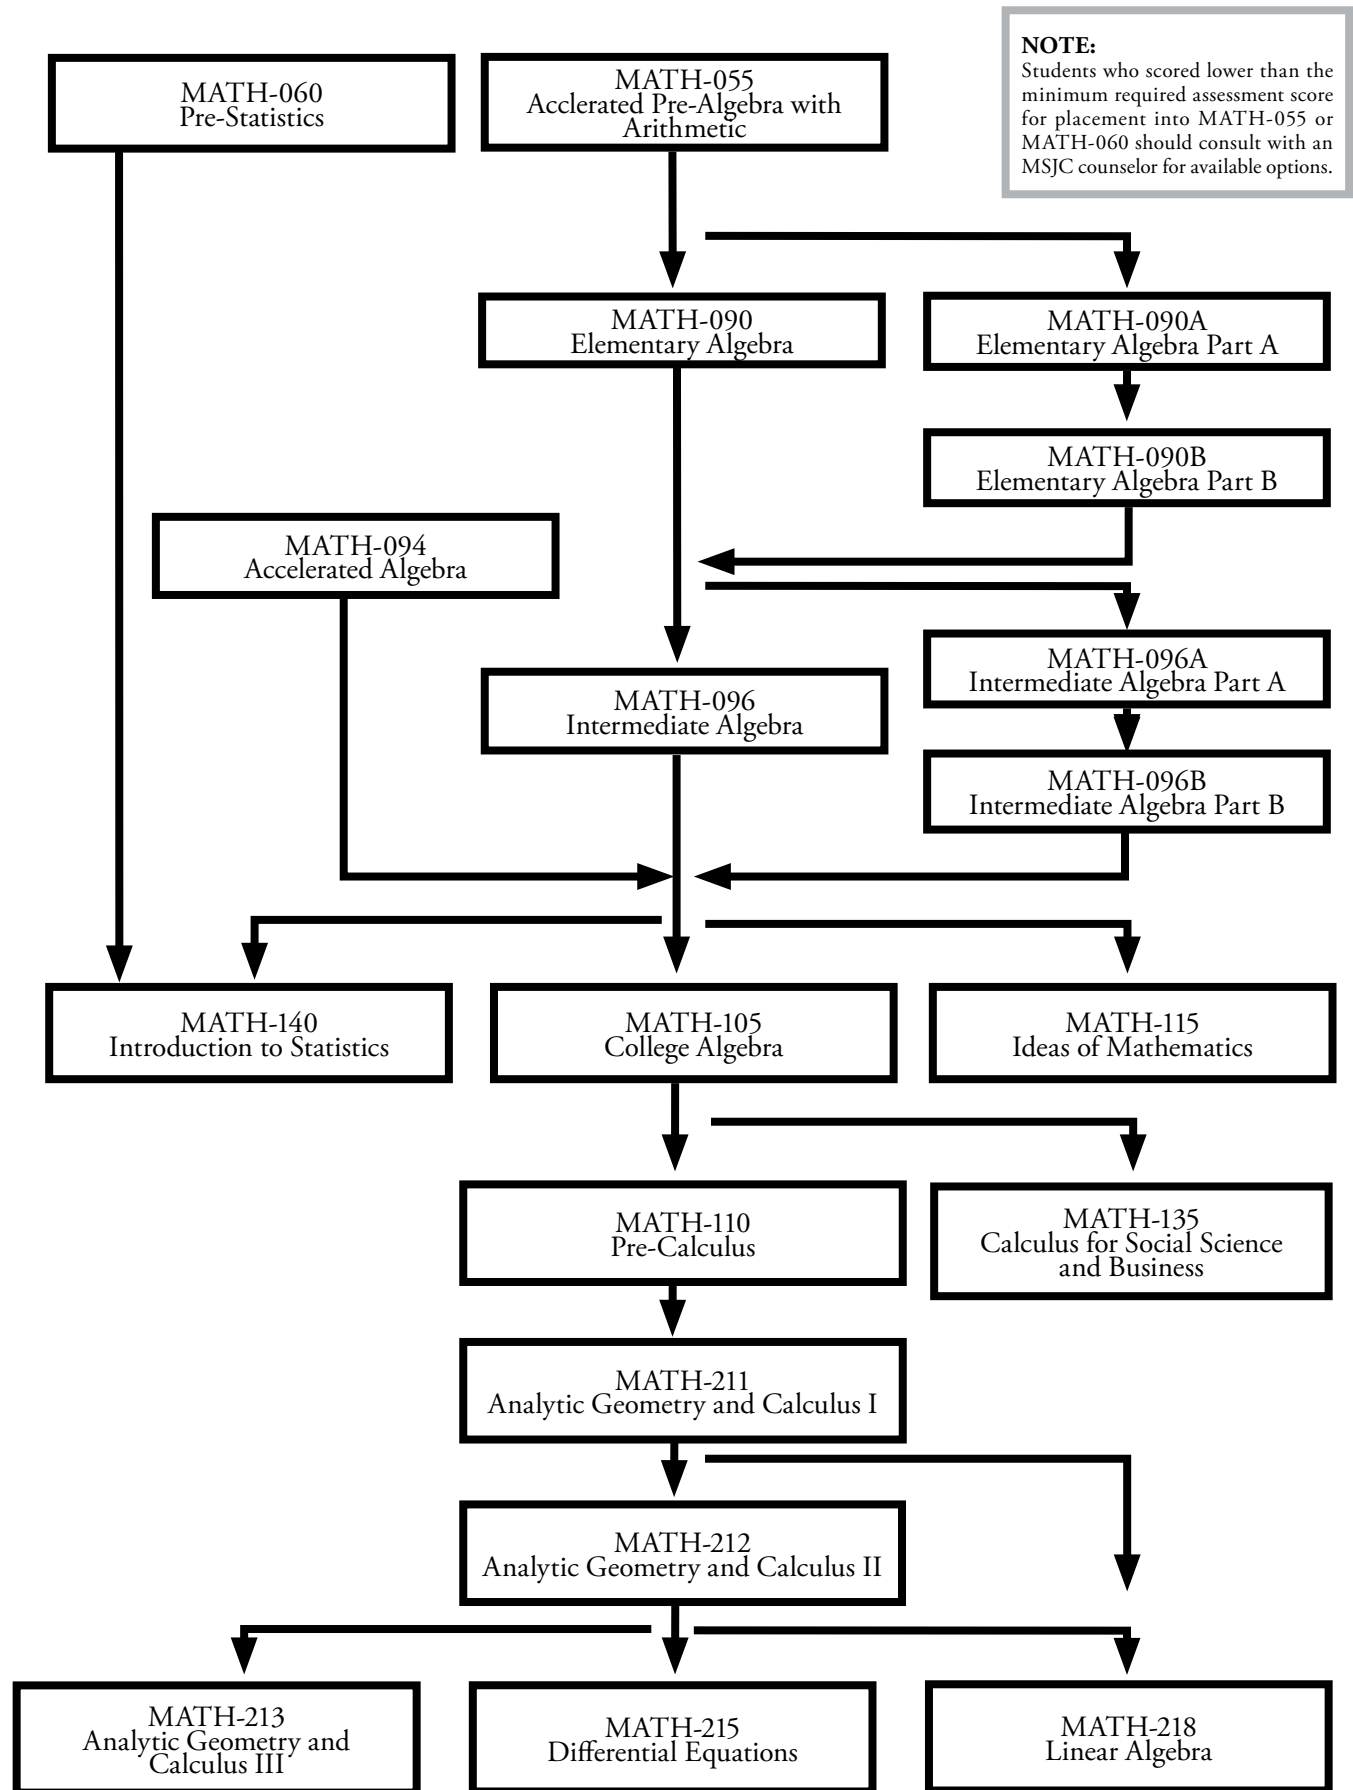 NOTE:
Students who scored lower than the
minimum required assessment score
for placement into MATH-055 or
MATH-060 should consult with an
MSJC counselor for available options.
MATH-060
Pre-Statistics
MATH-055
Acclerated Pre-Algebra with
Arithmetic
MATH-090
Elementary Algebra
MATH-090A
Elementary Algebra Part A
MATH-090B
Elementary Algebra Part B
MATH-094
Accelerated Algebra
MATH-096A
Intermediate Algebra Part A
MATH-096
Intermediate Algebra
MATH-096B
Intermediate Algebra Part B
MATH-140
Introduction to Statistics
MATH-105
College Algebra
MATH-115
Ideas of Mathematics
MATH-110
Pre-Calculus
MATH-135
Calculus for Social Science
and Business
MATH-211
Analytic Geometry and Calculus I
MATH-212
Analytic Geometry and Calculus II
MATH-213
Analytic Geometry and
Calculus III
MATH-215
Differential Equations
MATH-218
Linear Algebra